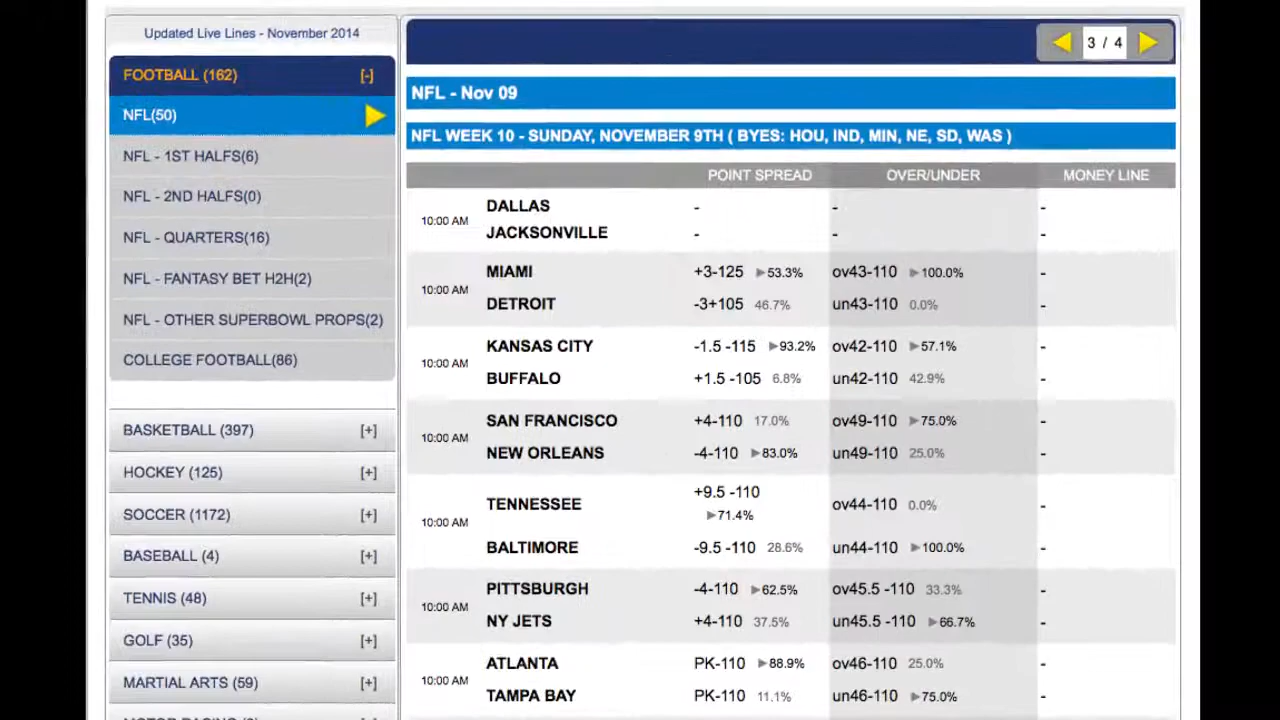 Updated Live Lines - November 2014
FOOTBALL (162) [-]
NFL(50)
NFL - 1ST HALFS(6)
NFL - 2ND HALFS(0)
NFL - QUARTERS(16)
NFL - FANTASY BET H2H(2)
NFL - OTHER SUPERBOWL PROPS(2)
COLLEGE FOOTBALL(86)
BASKETBALL (397) [+]
HOCKEY (125) [+]
SOCCER (1172) [+]
BASEBALL (4) [+]
TENNIS (48) [+]
GOLF (35) [+]
MARTIAL ARTS (59) [+]
3 / 4
NFL - Nov 09
NFL WEEK 10 - SUNDAY, NOVEMBER 9TH ( BYES: HOU, IND, MIN, NE, SD, WAS )
POINT SPREAD OVER/UNDER MONEY LINE
10:00 AM
DALLAS - - -
JACKSONVILLE - - -
10:00 AM
MIAMI +3-125 ▶53.3% ov43-110 ▶100.0% -
DETROIT -3+105 46.7% un43-110 0.0% -
10:00 AM
KANSAS CITY -1.5 -115 ▶93.2% ov42-110 ▶57.1% -
BUFFALO +1.5 -105 6.8% un42-110 42.9% -
10:00 AM
SAN FRANCISCO +4-110 17.0% ov49-110 ▶75.0% -
NEW ORLEANS -4-110 ▶83.0% un49-110 25.0% -
10:00 AM
TENNESSEE +9.5 -110 ▶71.4% ov44-110 0.0% -
BALTIMORE -9.5 -110 28.6% un44-110 ▶100.0% -
10:00 AM
PITTSBURGH -4-110 ▶62.5% ov45.5 -110 33.3% -
NY JETS +4-110 37.5% un45.5 -110 ▶66.7% -
10:00 AM
ATLANTA PK-110 ▶88.9% ov46-110 25.0% -
TAMPA BAY PK-110 11.1% un46-110 ▶75.0% -